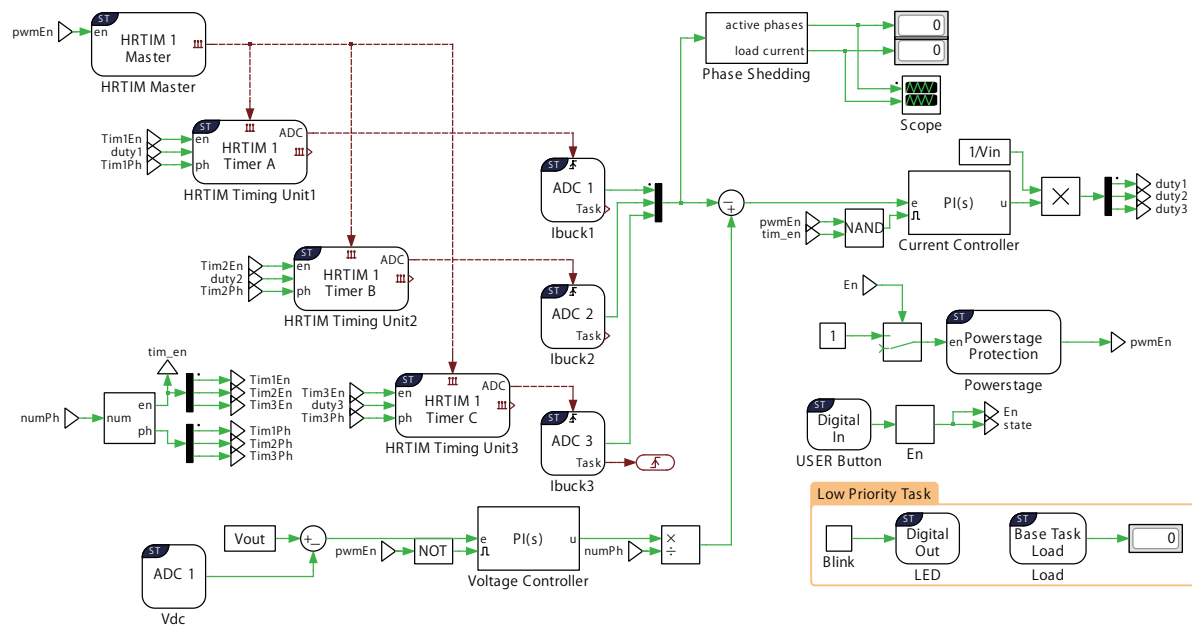 pwmEn
ST
en
HRTIM 1
Master
HRTIM Master
active phases
load current
0
0
Phase Shedding
Scope
Tim1En
duty1
Tim1Ph
ST
en
ph
HRTIM 1
Timer A
ADC
HRTIM Timing Unit1
ST
ADC 1
Task
Ibuck1
1/Vin
e
PI(s)
u
Current Controller
×
duty1
duty2
duty3
pwmEn
tim_en
NAND
Tim2En
duty2
Tim2Ph
ST
en
ph
HRTIM 1
Timer B
ADC
HRTIM Timing Unit2
ST
ADC 2
Task
Ibuck2
En
1
ST
en
Powerstage
Protection
pwmEn
Powerstage
tim_en
numPh
num
en
ph
Tim1En
Tim2En
Tim3En
Tim1Ph
Tim2Ph
Tim3Ph
Tim3En
duty3
Tim3Ph
ST
en
ph
HRTIM 1
Timer C
ADC
HRTIM Timing Unit3
ST
ADC 3
Task
Ibuck3
ST
Digital
In
USER Button
En
En
state
Low Priority Task
Blink
ST
Digital
Out
LED
ST
Base Task
Load
Load
0
Vout
+
−
pwmEn
NOT
e
PI(s)
u
Voltage Controller
numPh
×
÷
−
+
ST
ADC 1
Vdc